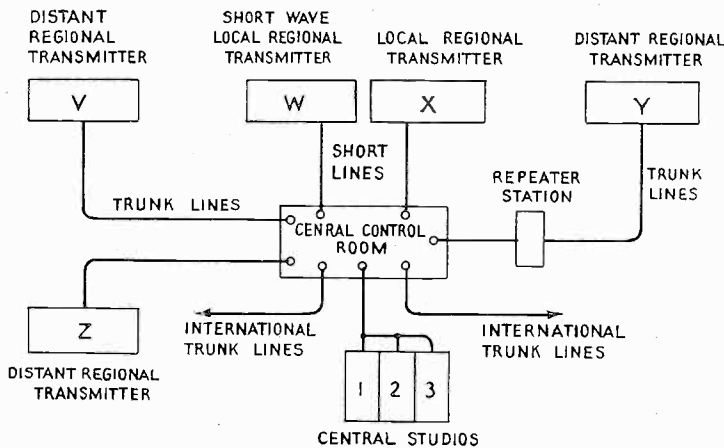 DISTANT
REGIONAL
TRANSMITTER
V
SHORT WAVE
LOCAL REGIONAL
TRANSMITTER
W
LOCAL REGIONAL
TRANSMITTER
X
DISTANT REGIONAL
TRANSMITTER
Y
SHORT
LINES
REPEATER
STATION
TRUNK
LINES
TRUNK LINES
CENRAL CONTROL
ROOM
Z
DISTANT REGIONAL
TRANSMITTER
INTERNATIONAL
TRUNK LINES
INTERNATIONAL
TRUNK LINES
1 2 3
CENTRAL STUDIOS